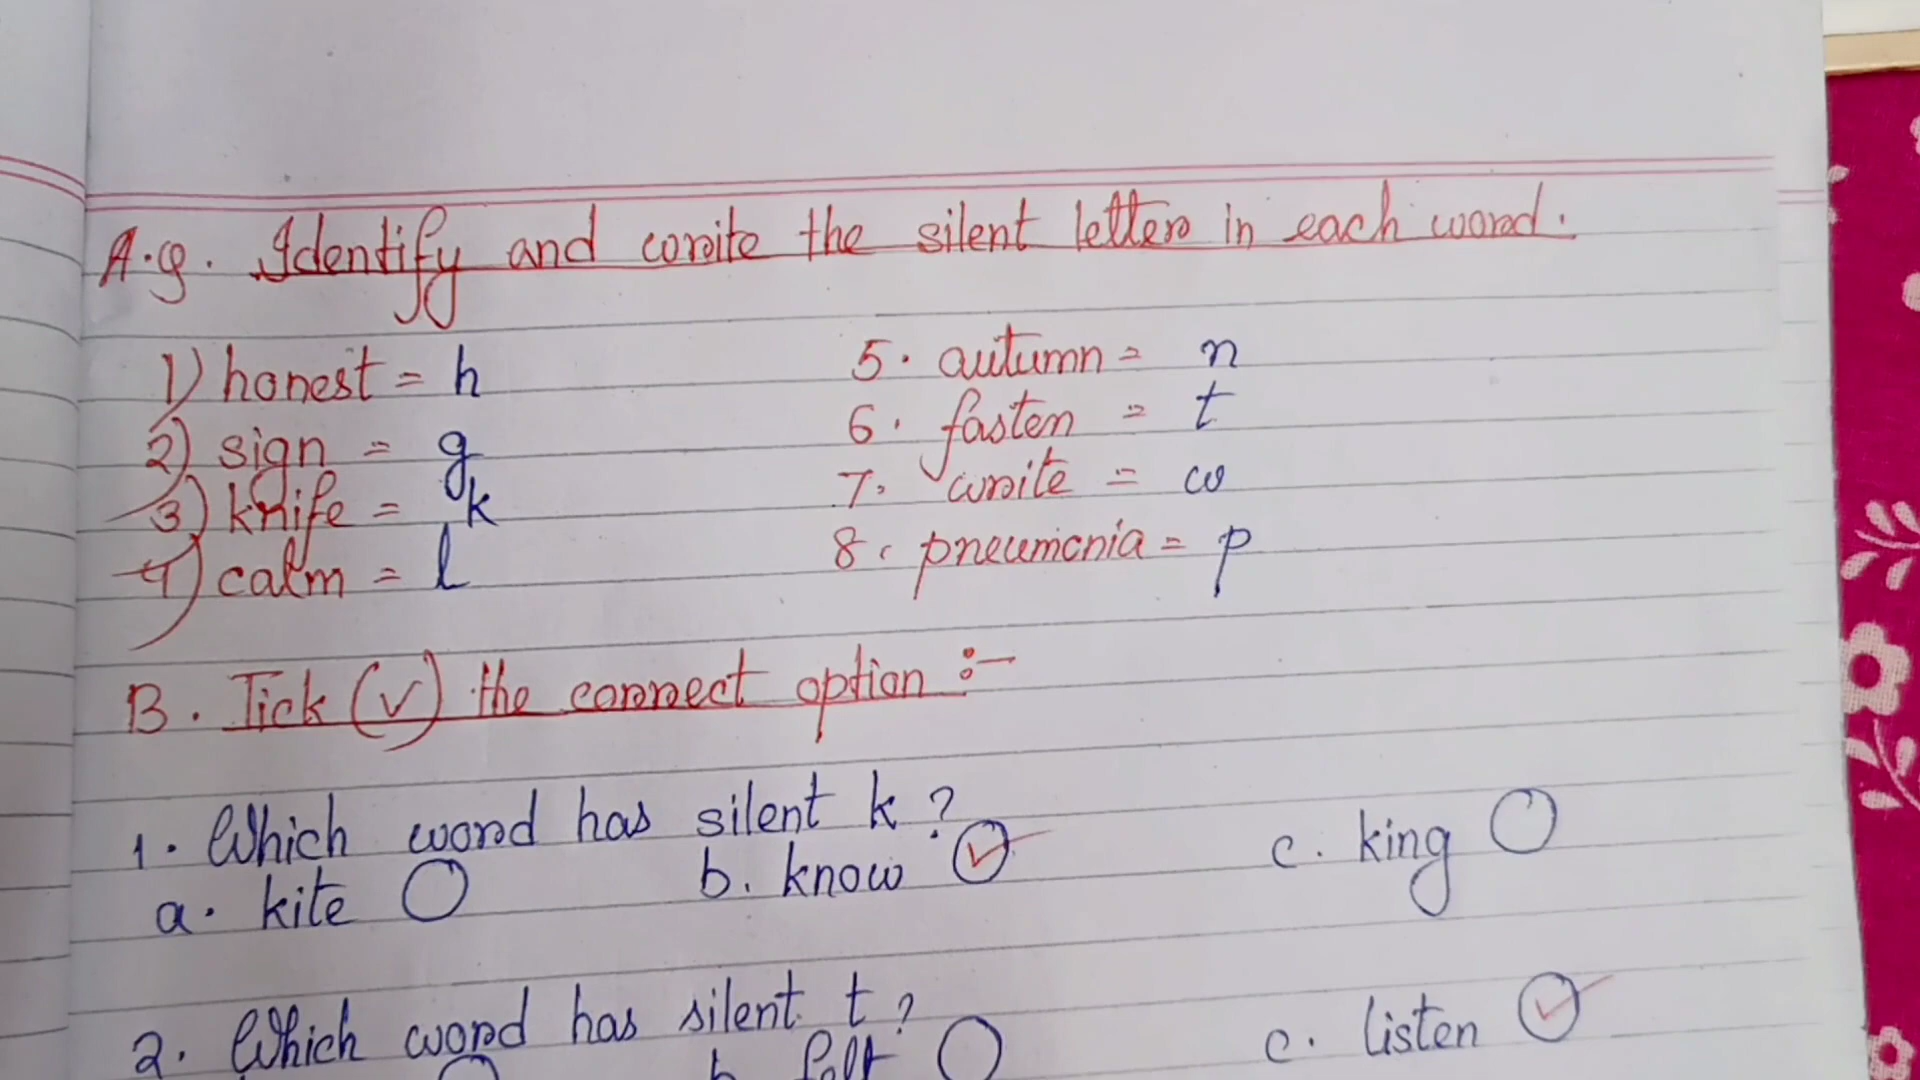 A.g. Identify and write the silent letter in each word.
1) honest = h
2) sign = g
3) knife = k
4) calm = l
5. autumn = n
6. fasten = t
7. write = w
8. pneumonia = p
B. Tick (✓) the correct option :-
1. Which word has silent k?
a. kite b. know ✓ c. king
2. Which word has silent t?
b. felt c. listen ✓